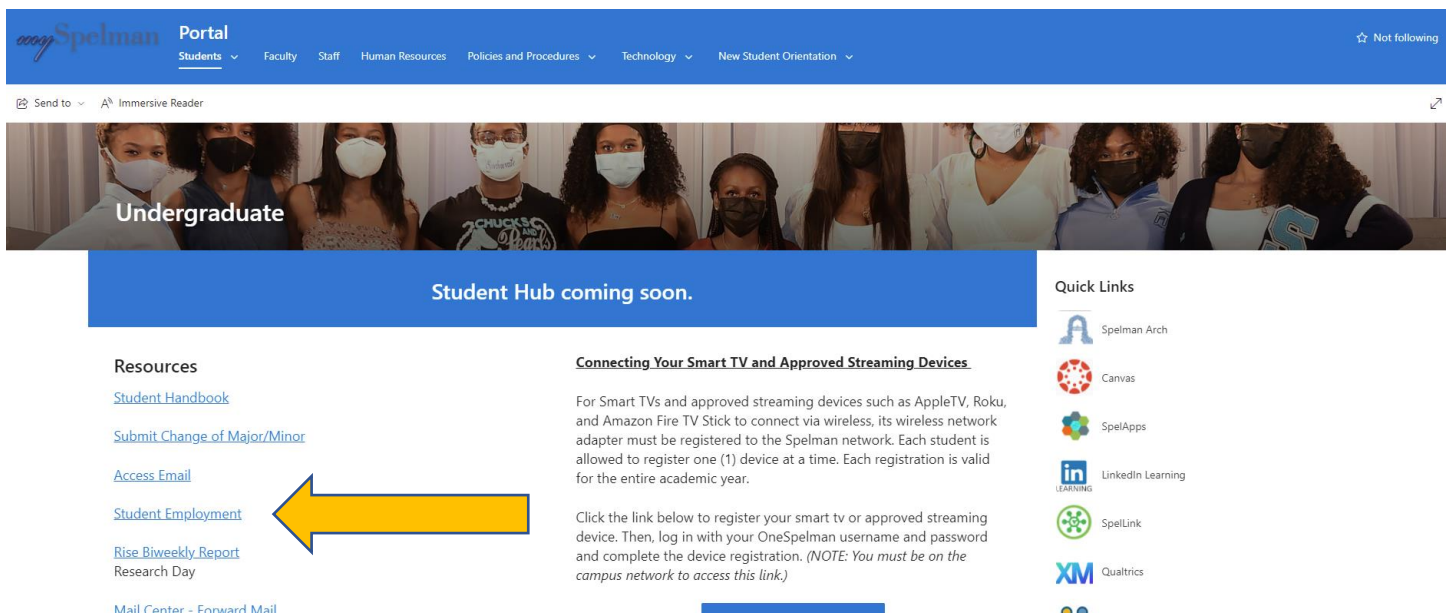 mySpelman
Portal
Students
Faculty
Staff
Human Resources
Policies and Procedures
Technology
New Student Orientation
Not following
Send to
Immersive Reader
CHUCKS
AND
Pearls
S
Undergraduate
Student Hub coming soon.
Resources
Student Handbook
Submit Change of Major/Minor
Access Email
Student Employment
Rise Biweekly Report
Research Day
Mail Center - Forward Mail
Connecting Your Smart TV and Approved Streaming Devices
For Smart TVs and approved streaming devices such as AppleTV, Roku,
and Amazon Fire TV Stick to connect via wireless, its wireless network
adapter must be registered to the Spelman network. Each student is
allowed to register one (1) device at a time. Each registration is valid
for the entire academic year.
Click the link below to register your smart tv or approved streaming
device. Then, log in with your OneSpelman username and password
and complete the device registration. (NOTE: You must be on the
campus network to access this link.)
Quick Links
Spelman Arch
Canvas
SpelApps
in
LEARNING
LinkedIn Learning
SpelLink
XM
Qualtrics